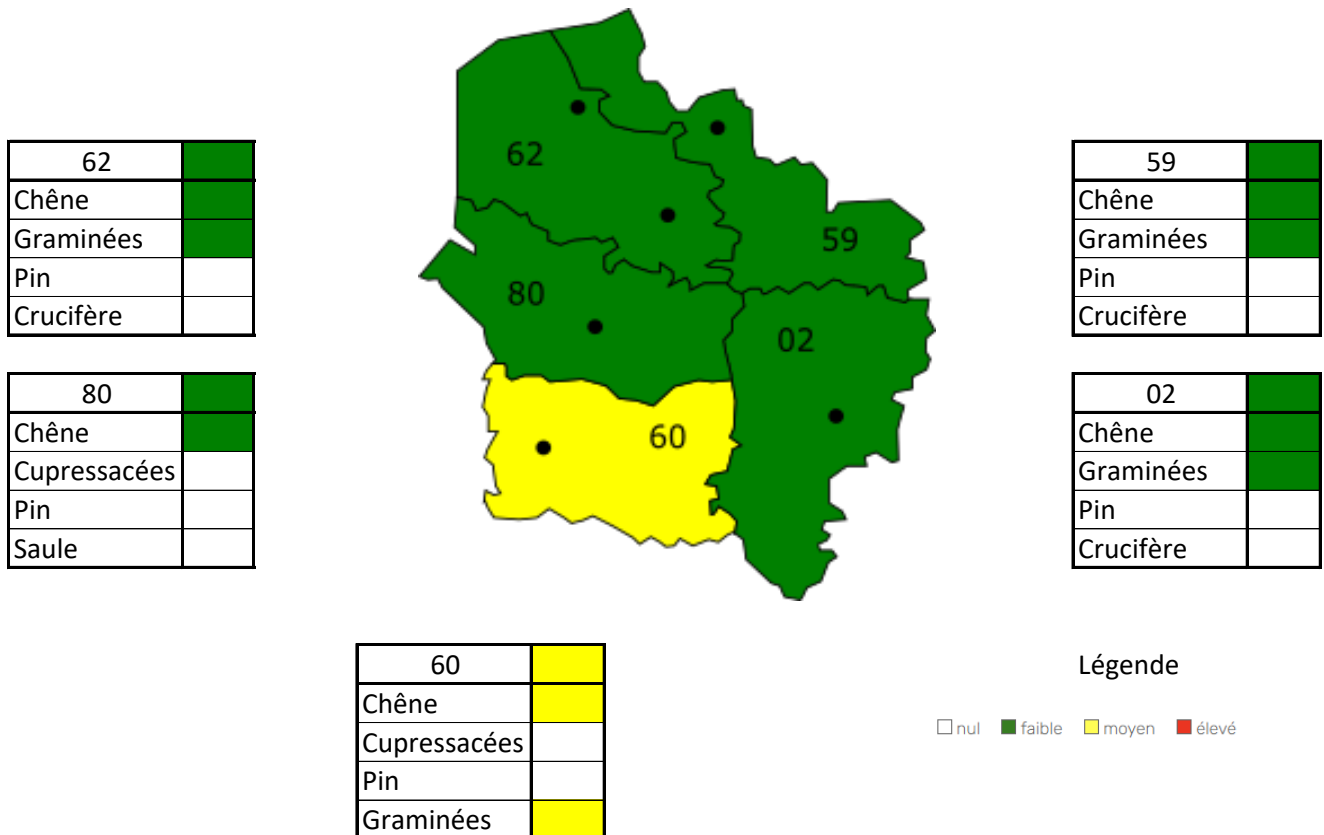 62
Chêne
Graminées
Pin
Crucifère
80
Chêne
Cupressacées
Pin
Saule
62
59
80
02
60
59
Chêne
Graminées
Pin
Crucifère
02
Chêne
Graminées
Pin
Crucifère
60
Chêne
Cupressacées
Pin
Graminées
Légende
nul faible moyen élevé